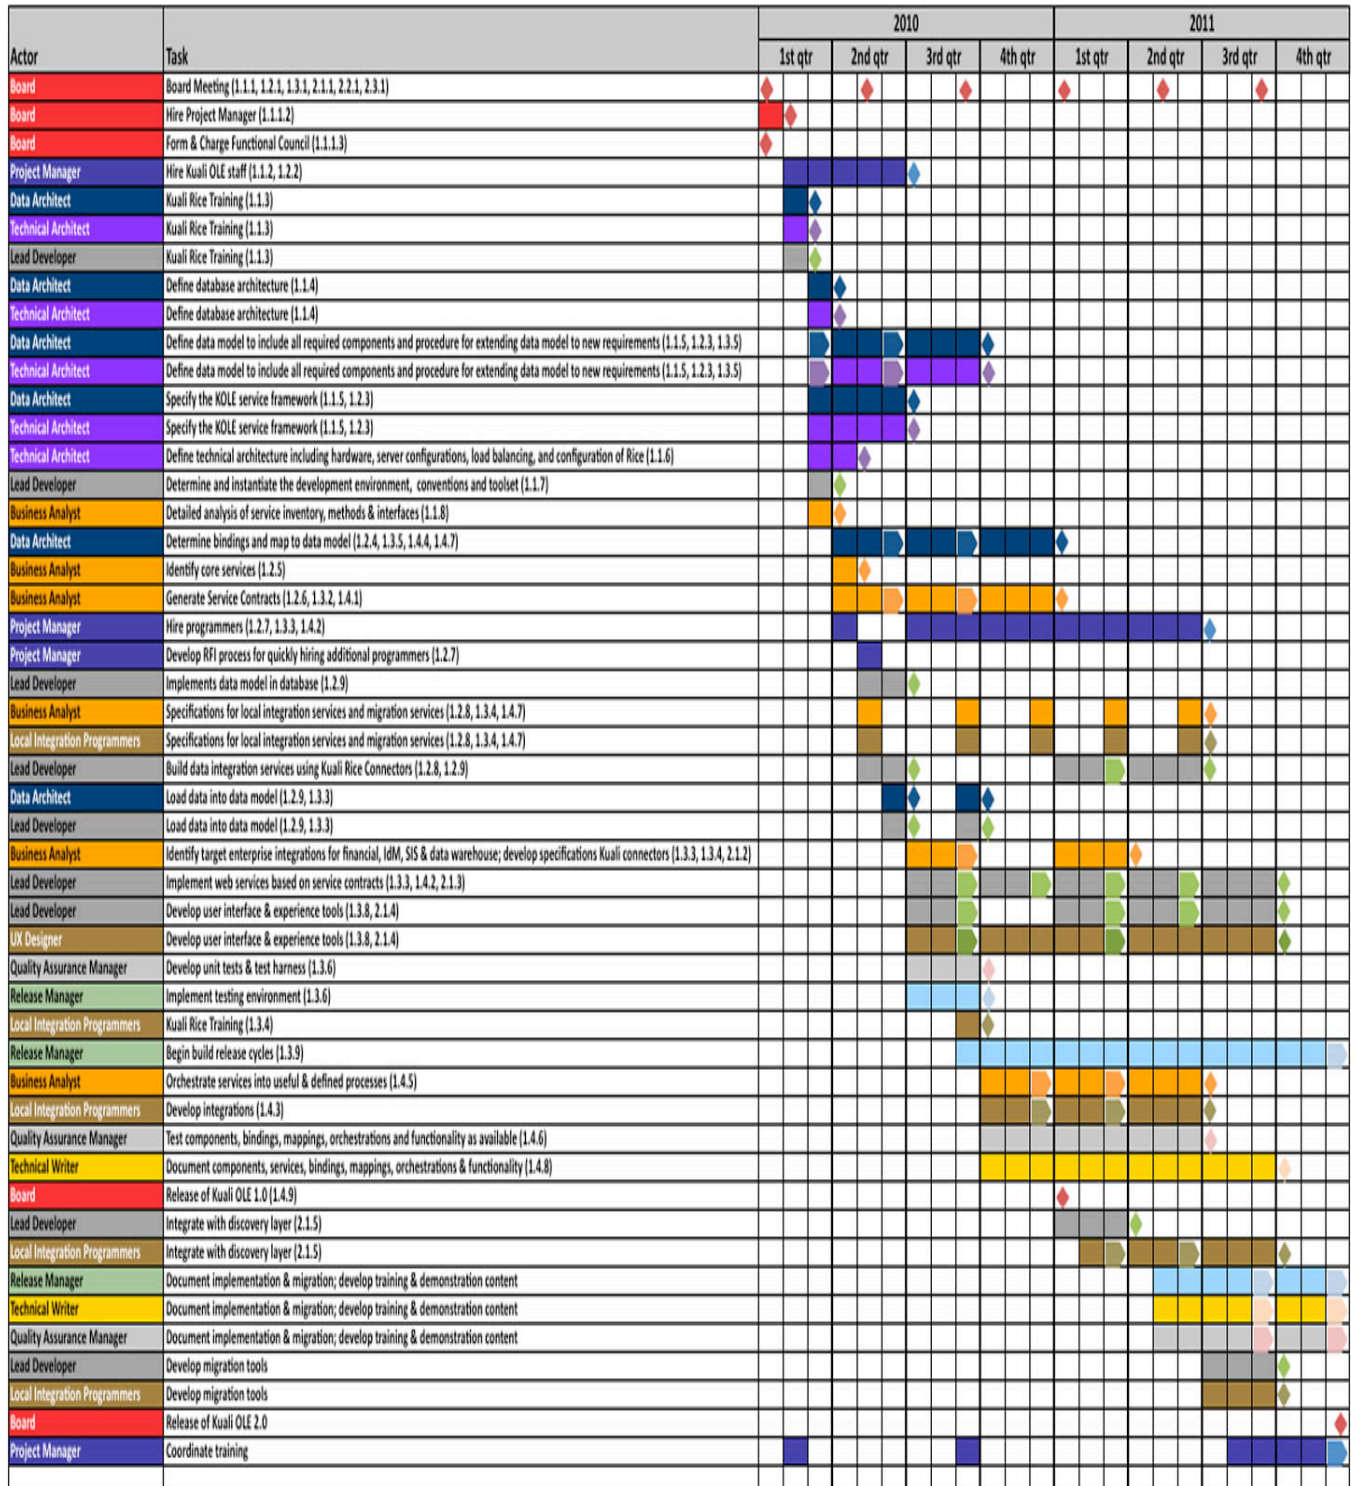 2010 2011
Actor Task 1st qtr 2nd qtr 3rd qtr 4th qtr 1st qtr 2nd qtr 3rd qtr 4th qtr
Board Board Meeting (1.1.1, 1.2.1, 1.3.1, 2.1.1, 2.2.1, 2.3.1)
Board Hire Project Manager (1.1.1.2)
Board Form & Charge Functional Council (1.1.1.3)
Project Manager Hire Kuali OLE staff (1.1.2, 1.2.2)
Data Architect Kuali Rice Training (1.1.3)
Technical Architect Kuali Rice Training (1.1.3)
Lead Developer Kuali Rice Training (1.1.3)
Data Architect Define database architecture (1.1.4)
Technical Architect Define database architecture (1.1.4)
Data Architect Define data model to include all required components and procedure for extending data model to new requirements (1.1.5, 1.2.3, 1.3.5)
Technical Architect Define data model to include all required components and procedure for extending data model to new requirements (1.1.5, 1.2.3, 1.3.5)
Data Architect Specify the KOLE service framework (1.1.5, 1.2.3)
Technical Architect Specify the KOLE service framework (1.1.5, 1.2.3)
Technical Architect Define technical architecture including hardware, server configurations, load balancing, and configuration of Rice (1.1.6)
Lead Developer Determine and instantiate the development environment, conventions and toolset (1.1.7)
Business Analyst Detailed analysis of service inventory, methods & interfaces (1.1.8)
Data Architect Determine bindings and map to data model (1.2.4, 1.3.5, 1.4.4, 1.4.7)
Business Analyst Identify core services (1.2.5)
Business Analyst Generate Service Contracts (1.2.6, 1.3.2, 1.4.1)
Project Manager Hire programmers (1.2.7, 1.3.3, 1.4.2)
Project Manager Develop RFI process for quickly hiring additional programmers (1.2.7)
Lead Developer Implements data model in database (1.2.9)
Business Analyst Specifications for local integration services and migration services (1.2.8, 1.3.4, 1.4.7)
Local Integration Programmers Specifications for local integration services and migration services (1.2.8, 1.3.4, 1.4.7)
Lead Developer Build data integration services using Kuali Rice Connectors (1.2.8, 1.2.9)
Data Architect Load data into data model (1.2.9, 1.3.3)
Lead Developer Load data into data model (1.2.9, 1.3.3)
Business Analyst Identify target enterprise integrations for financial, IdM, SIS & data warehouse; develop specifications Kuali connectors (1.3.3, 1.3.4, 2.1.2)
Lead Developer Implement web services based on service contracts (1.3.3, 1.4.2, 2.1.3)
Lead Developer Develop user interface & experience tools (1.3.8, 2.1.4)
UX Designer Develop user interface & experience tools (1.3.8, 2.1.4)
Quality Assurance Manager Develop unit tests & test harness (1.3.6)
Release Manager Implement testing environment (1.3.6)
Local Integration Programmers Kuali Rice Training (1.3.4)
Release Manager Begin build release cycles (1.3.9)
Business Analyst Orchestrate services into useful & defined processes (1.4.5)
Local Integration Programmers Develop integrations (1.4.3)
Quality Assurance Manager Test components, bindings, mappings, orchestrations and functionality as available (1.4.6)
Technical Writer Document components, services, bindings, mappings, orchestrations & functionality (1.4.8)
Board Release of Kuali OLE 1.0 (1.4.9)
Lead Developer Integrate with discovery layer (2.1.5)
Local Integration Programmers Integrate with discovery layer (2.1.5)
Release Manager Document implementation & migration; develop training & demonstration content
Technical Writer Document implementation & migration; develop training & demonstration content
Quality Assurance Manager Document implementation & migration; develop training & demonstration content
Lead Developer Develop migration tools
Local Integration Programmers Develop migration tools
Board Release of Kuali OLE 2.0
Project Manager Coordinate training